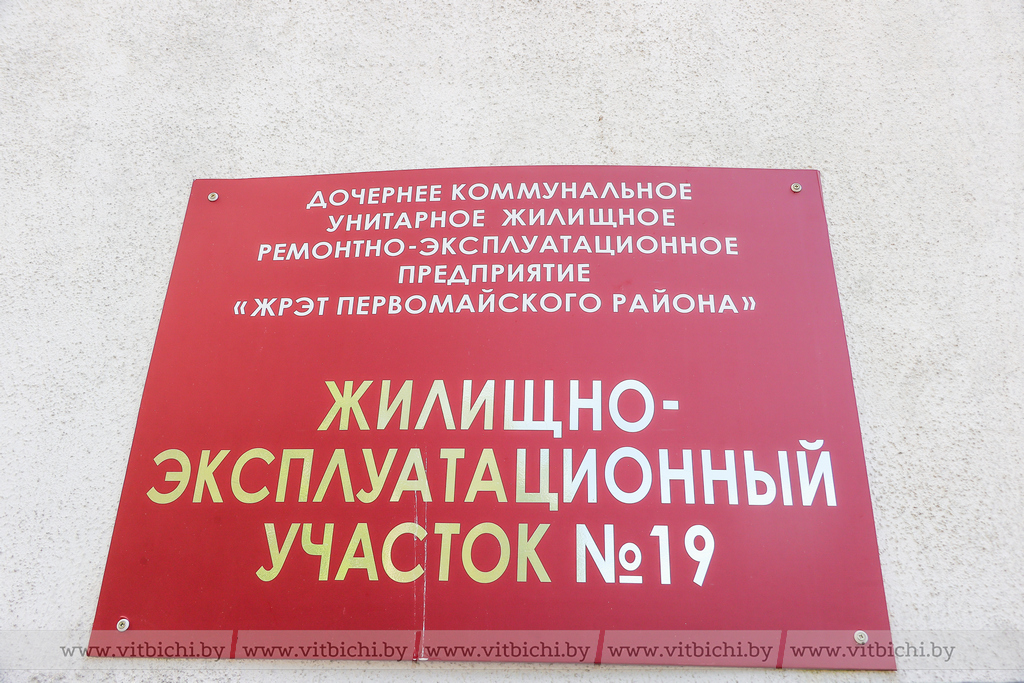 ДОЧЕРНЕЕ КОММУНАЛЬНОЕ
УНИТАРНОЕ ЖИЛИЩНОЕ
РЕМОНТНО-ЭКСПЛУАТАЦИОННОЕ
ПРЕДПРИЯТИЕ
«ЖРЭТ ПЕРВОМАЙСКОГО РАЙОНА»
ЖИЛИЩНО-
ЭКСПЛУАТАЦИОННЫЙ
УЧАСТОК №19
www.vitbichi.by / www.vitbichi.by / www.vitbichi.by / www.vitbichi.by / www.vitbichi.by